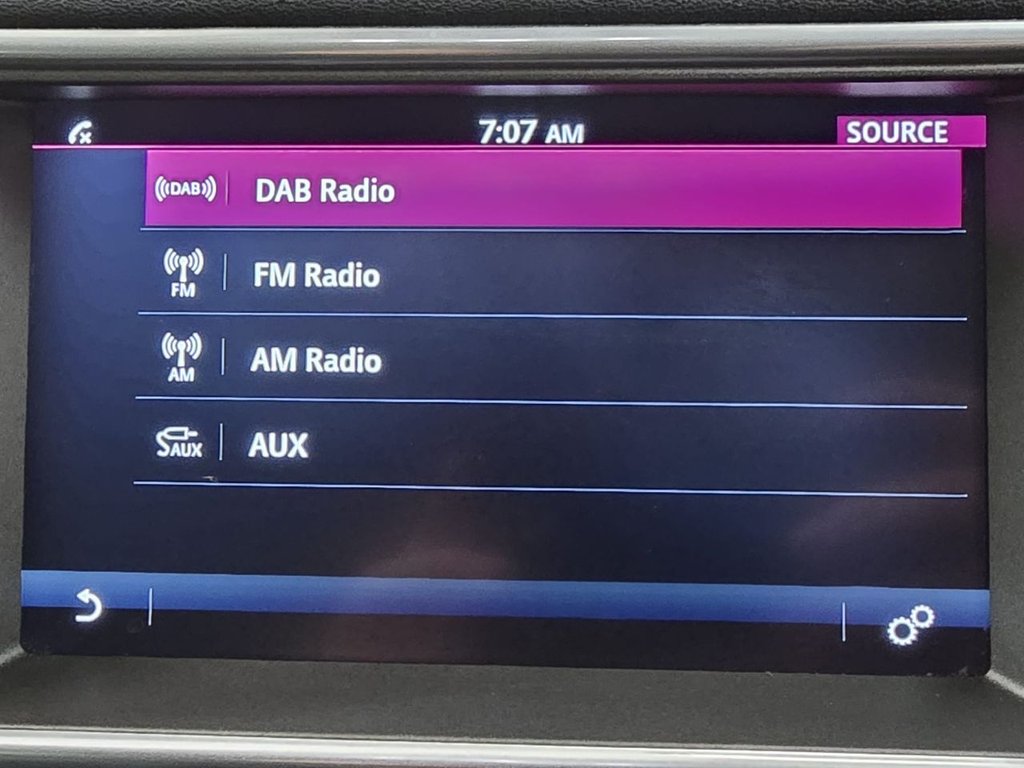 7:07 AM
SOURCE
DAB DAB Radio
FM FM Radio
AM AM Radio
AUX AUX